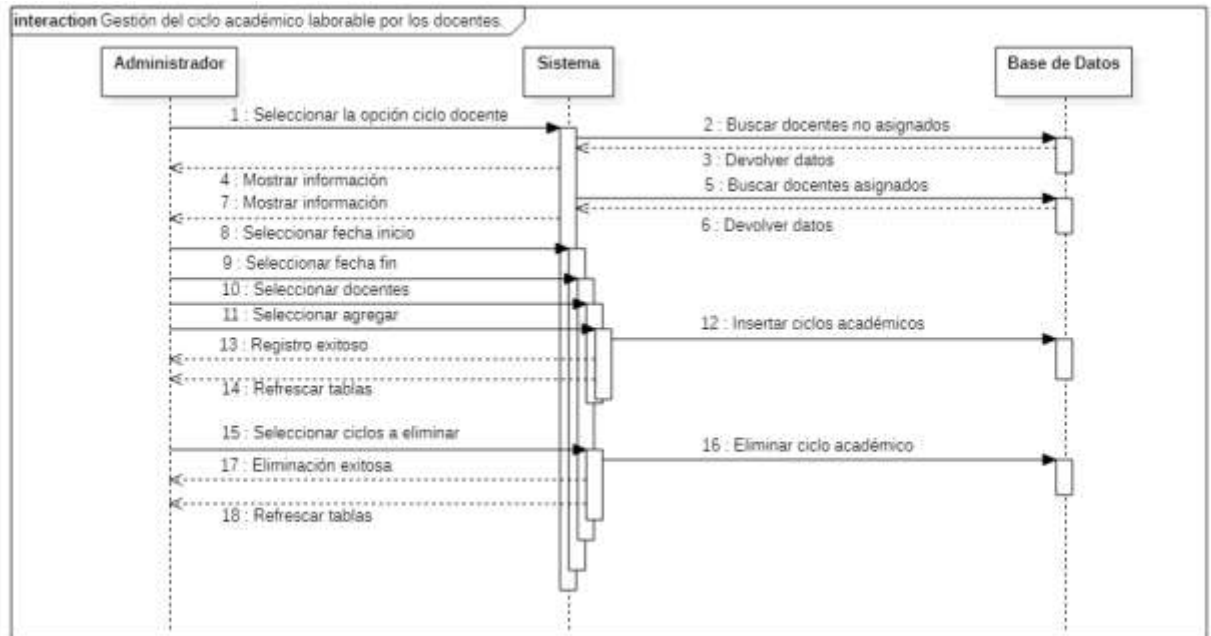 interaction Gestión del ciclo académico laborable por los docentes.
Administrador
Sistema
Base de Datos
1 : Seleccionar la opción ciclo docente
2 : Buscar docentes no asignados
3 : Devolver datos
4 : Mostrar información
5 : Buscar docentes asignados
7 : Mostrar información
6 : Devolver datos
8 : Seleccionar fecha inicio
9 : Seleccionar fecha fin
10 : Seleccionar docentes
11 : Seleccionar agregar
12 : Insertar ciclos académicos
13 : Registro exitoso
14 : Refrescar tablas
15 : Seleccionar ciclos a eliminar
16 : Eliminar ciclo académico
17 : Eliminación exitosa
18 : Refrescar tablas